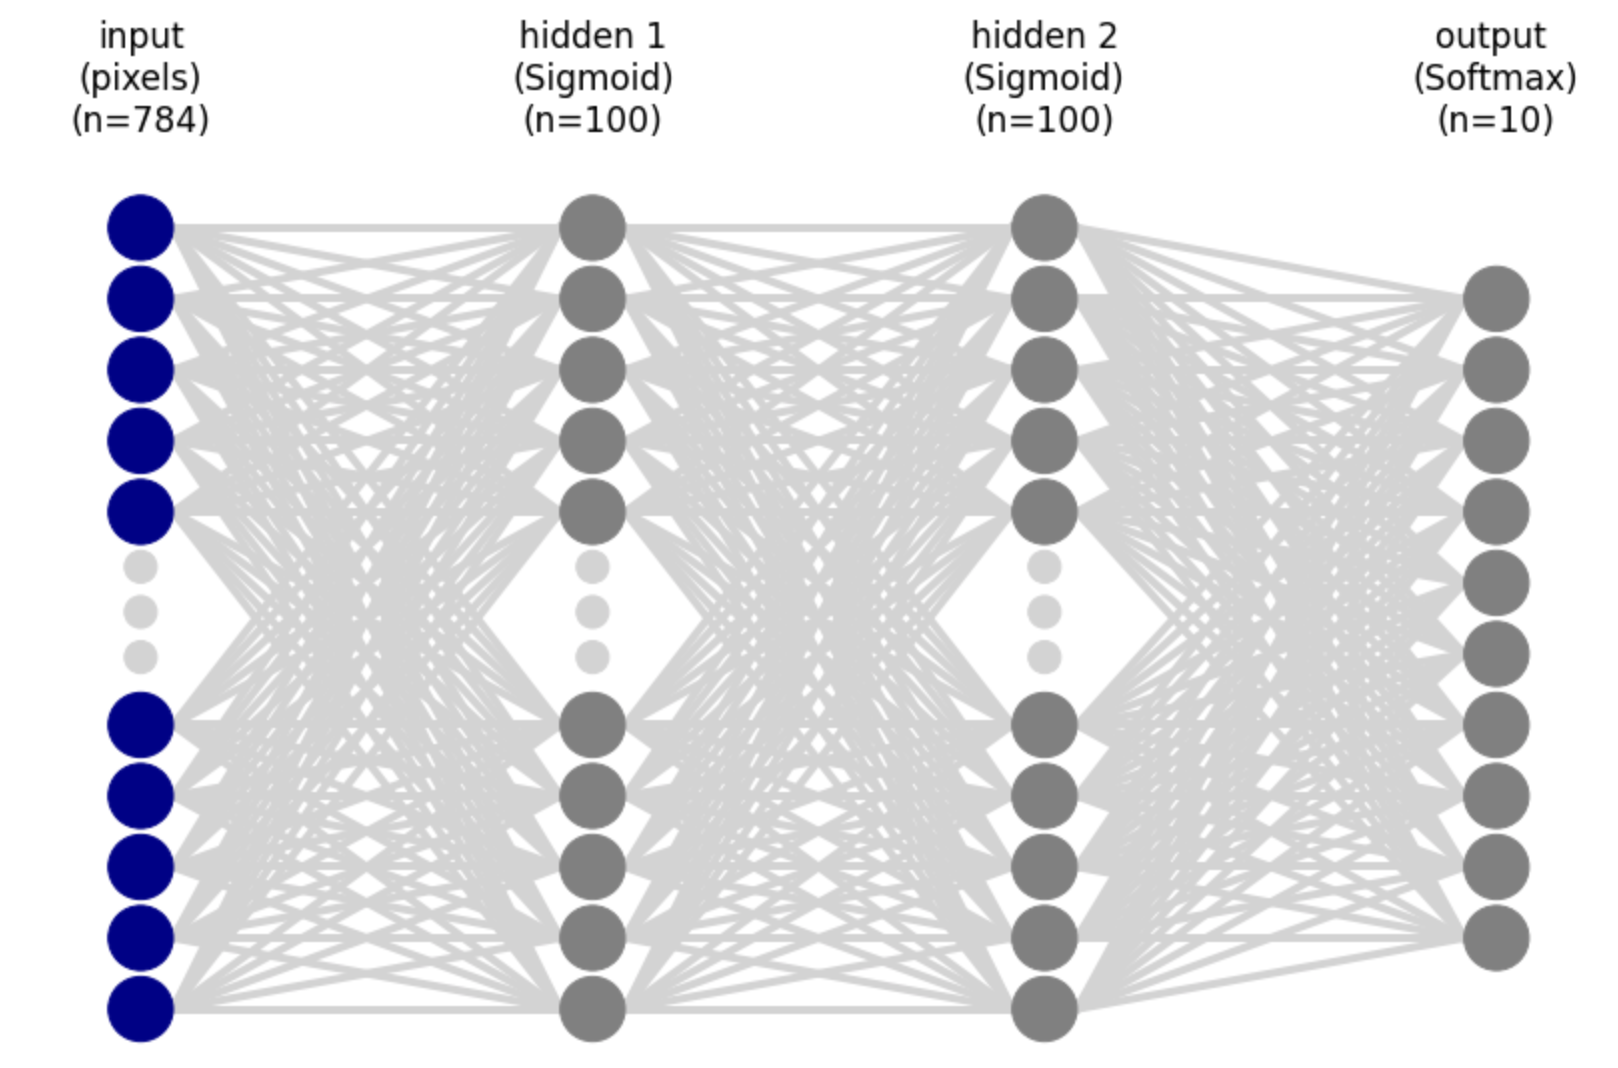 input
(pixels)
(n=784)
hidden 1
(Sigmoid)
(n=100)
hidden 2
(Sigmoid)
(n=100)
output
(Softmax)
(n=10)